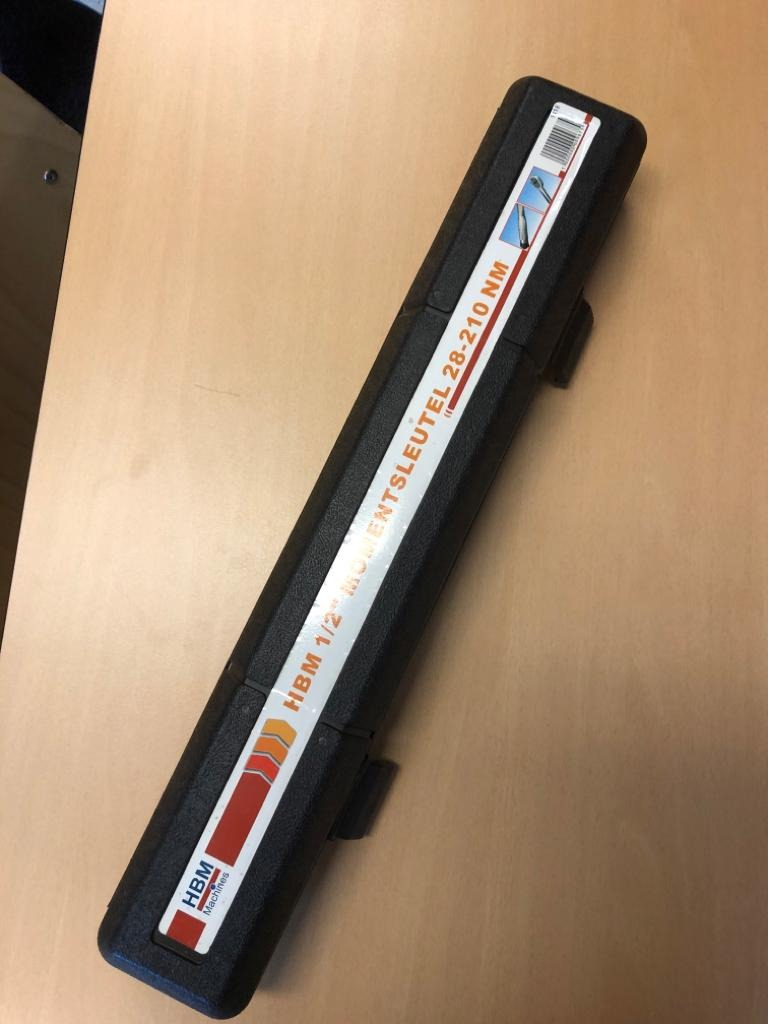 HBM
Machines
HBM 1/2" MOMENTSLEUTEL 28-210 NM